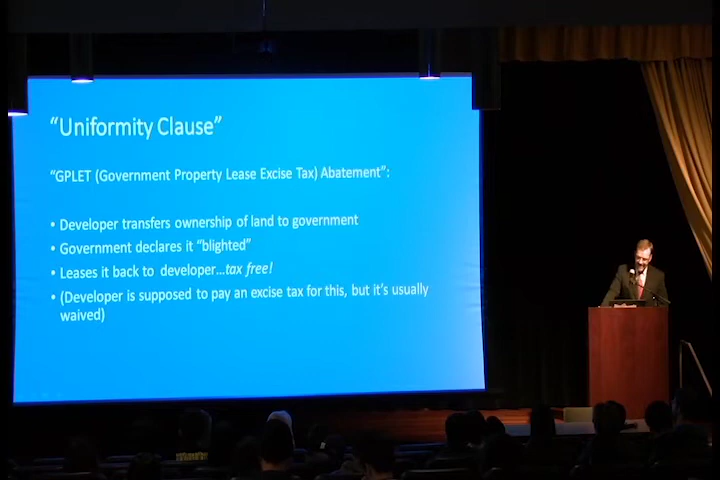 “Uniformity Clause”
“GPLET (Government Property Lease Excise Tax) Abatement”:
• Developer transfers ownership of land to government
• Government declares it “blighted”
• Leases it back to developer...tax free!
• (Developer is supposed to pay an excise tax for this, but it’s usually
waived)